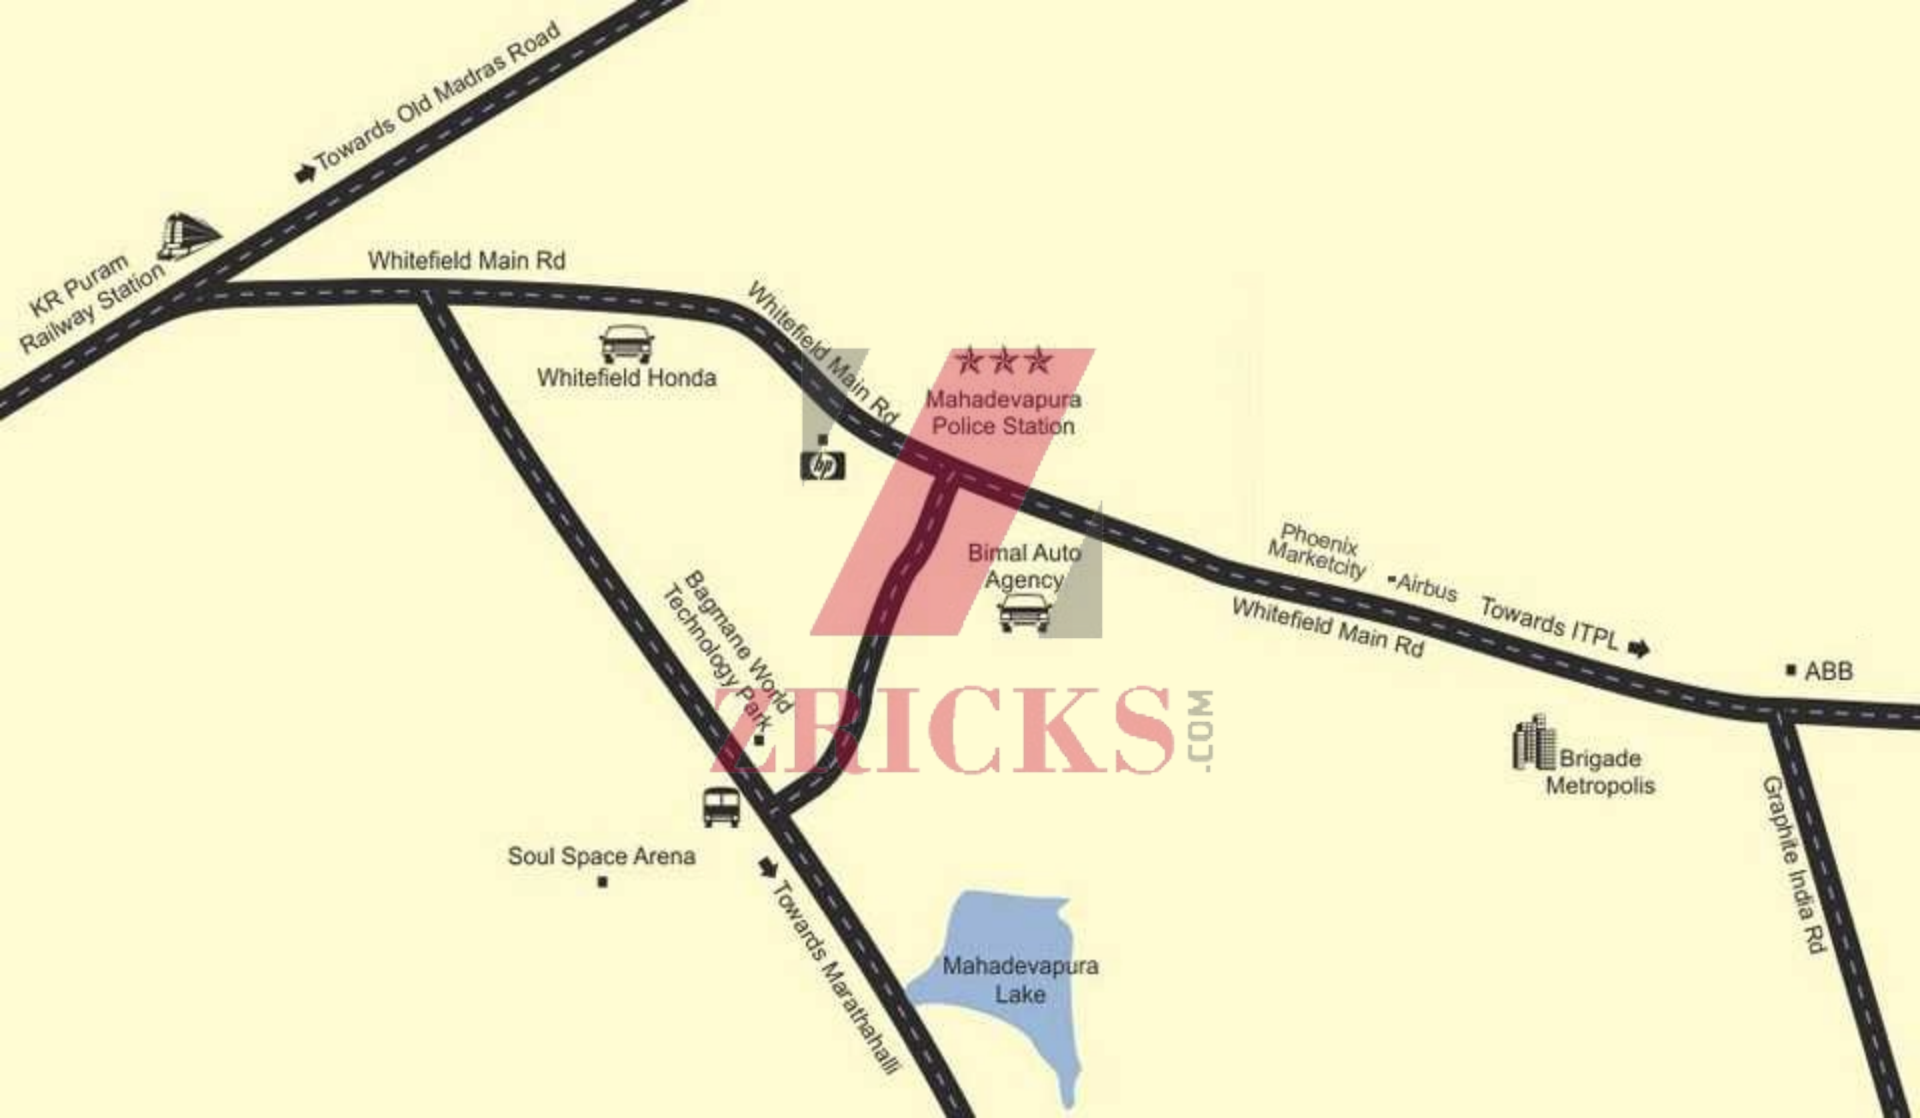 Towards Old Madras Road
KR Puram
Railway Station
Whitefield Main Rd
Whitefield Main Rd
Whitefield Honda
Mahadevapura
Police Station
hp
Bimal Auto
Agency
Phoenix
Marketcity
Airbus
Towards ITPL
Whitefield Main Rd
ABB
Bagmane World
Technology Park
ZRICKS
.COM
Brigade
Metropolis
Graphite India Rd
Soul Space Arena
Towards Marathahalli
Mahadevapura
Lake